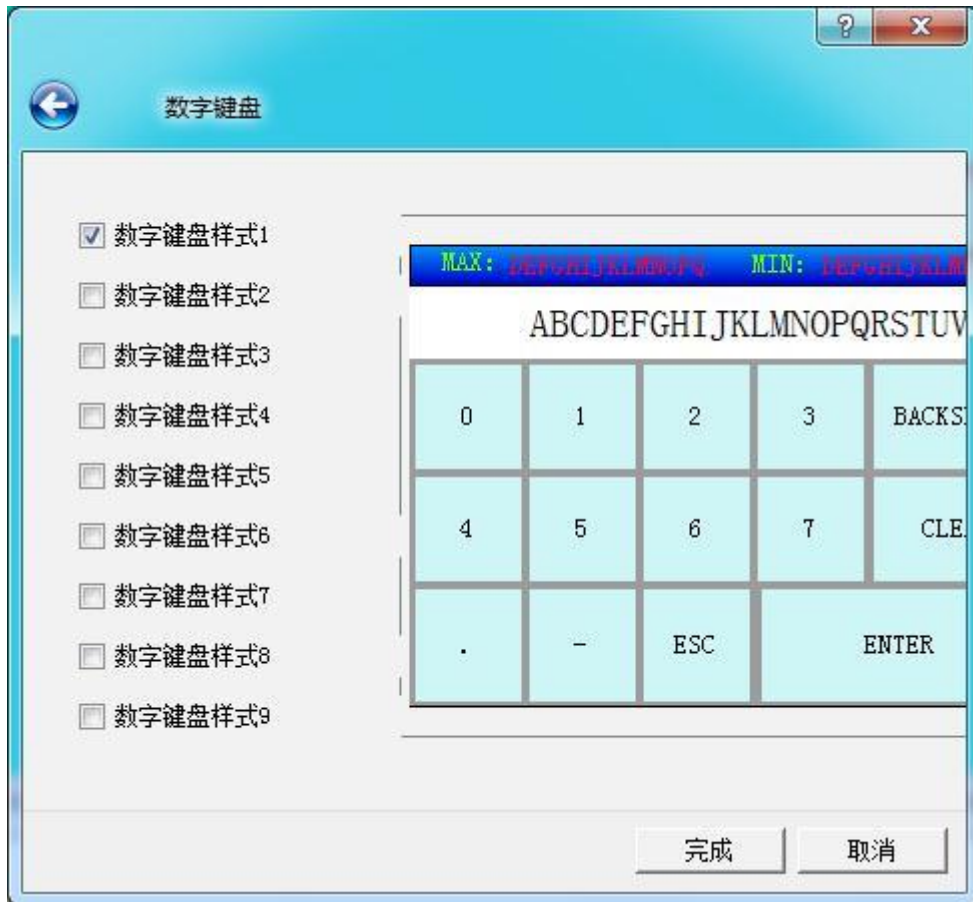 数字键盘
数字键盘样式1
数字键盘样式2
数字键盘样式3
数字键盘样式4
数字键盘样式5
数字键盘样式6
数字键盘样式7
数字键盘样式8
数字键盘样式9
MAX: DEFGHIJKLMNOPQ MIN: DEFGHIJKLM
ABCDEFGHIJKLMNOPQRSTUV
0 1 2 3 BACKS
4 5 6 7 CLE
. - ESC ENTER
完成 取消